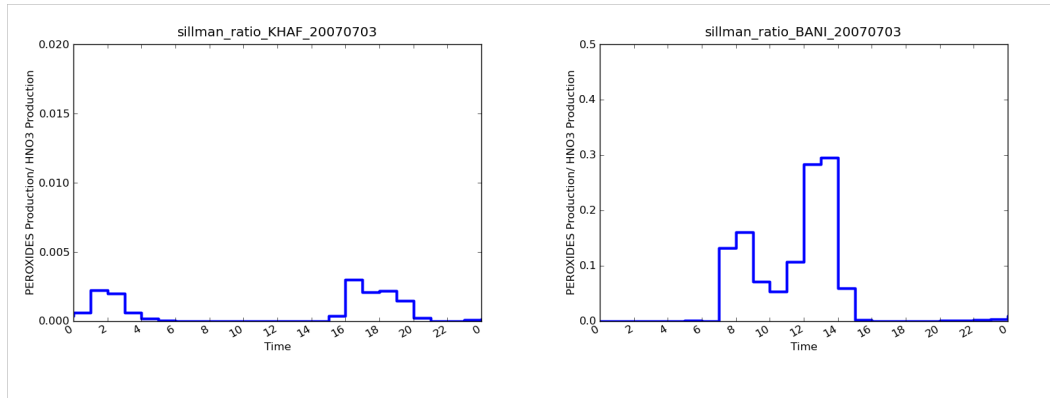 sillman_ratio_KHAF_20070703
0.020
0.015
0.010
0.005
0.000
PEROXIDES Production/ HNO3 Production
0 2 4 6 8 10 12 14 16 18 20 22 0
Time
sillman_ratio_BANI_20070703
0.5
0.4
0.3
0.2
0.1
0.0
PEROXIDES Production/ HNO3 Production
0 2 4 6 8 10 12 14 16 18 20 22 0
Time